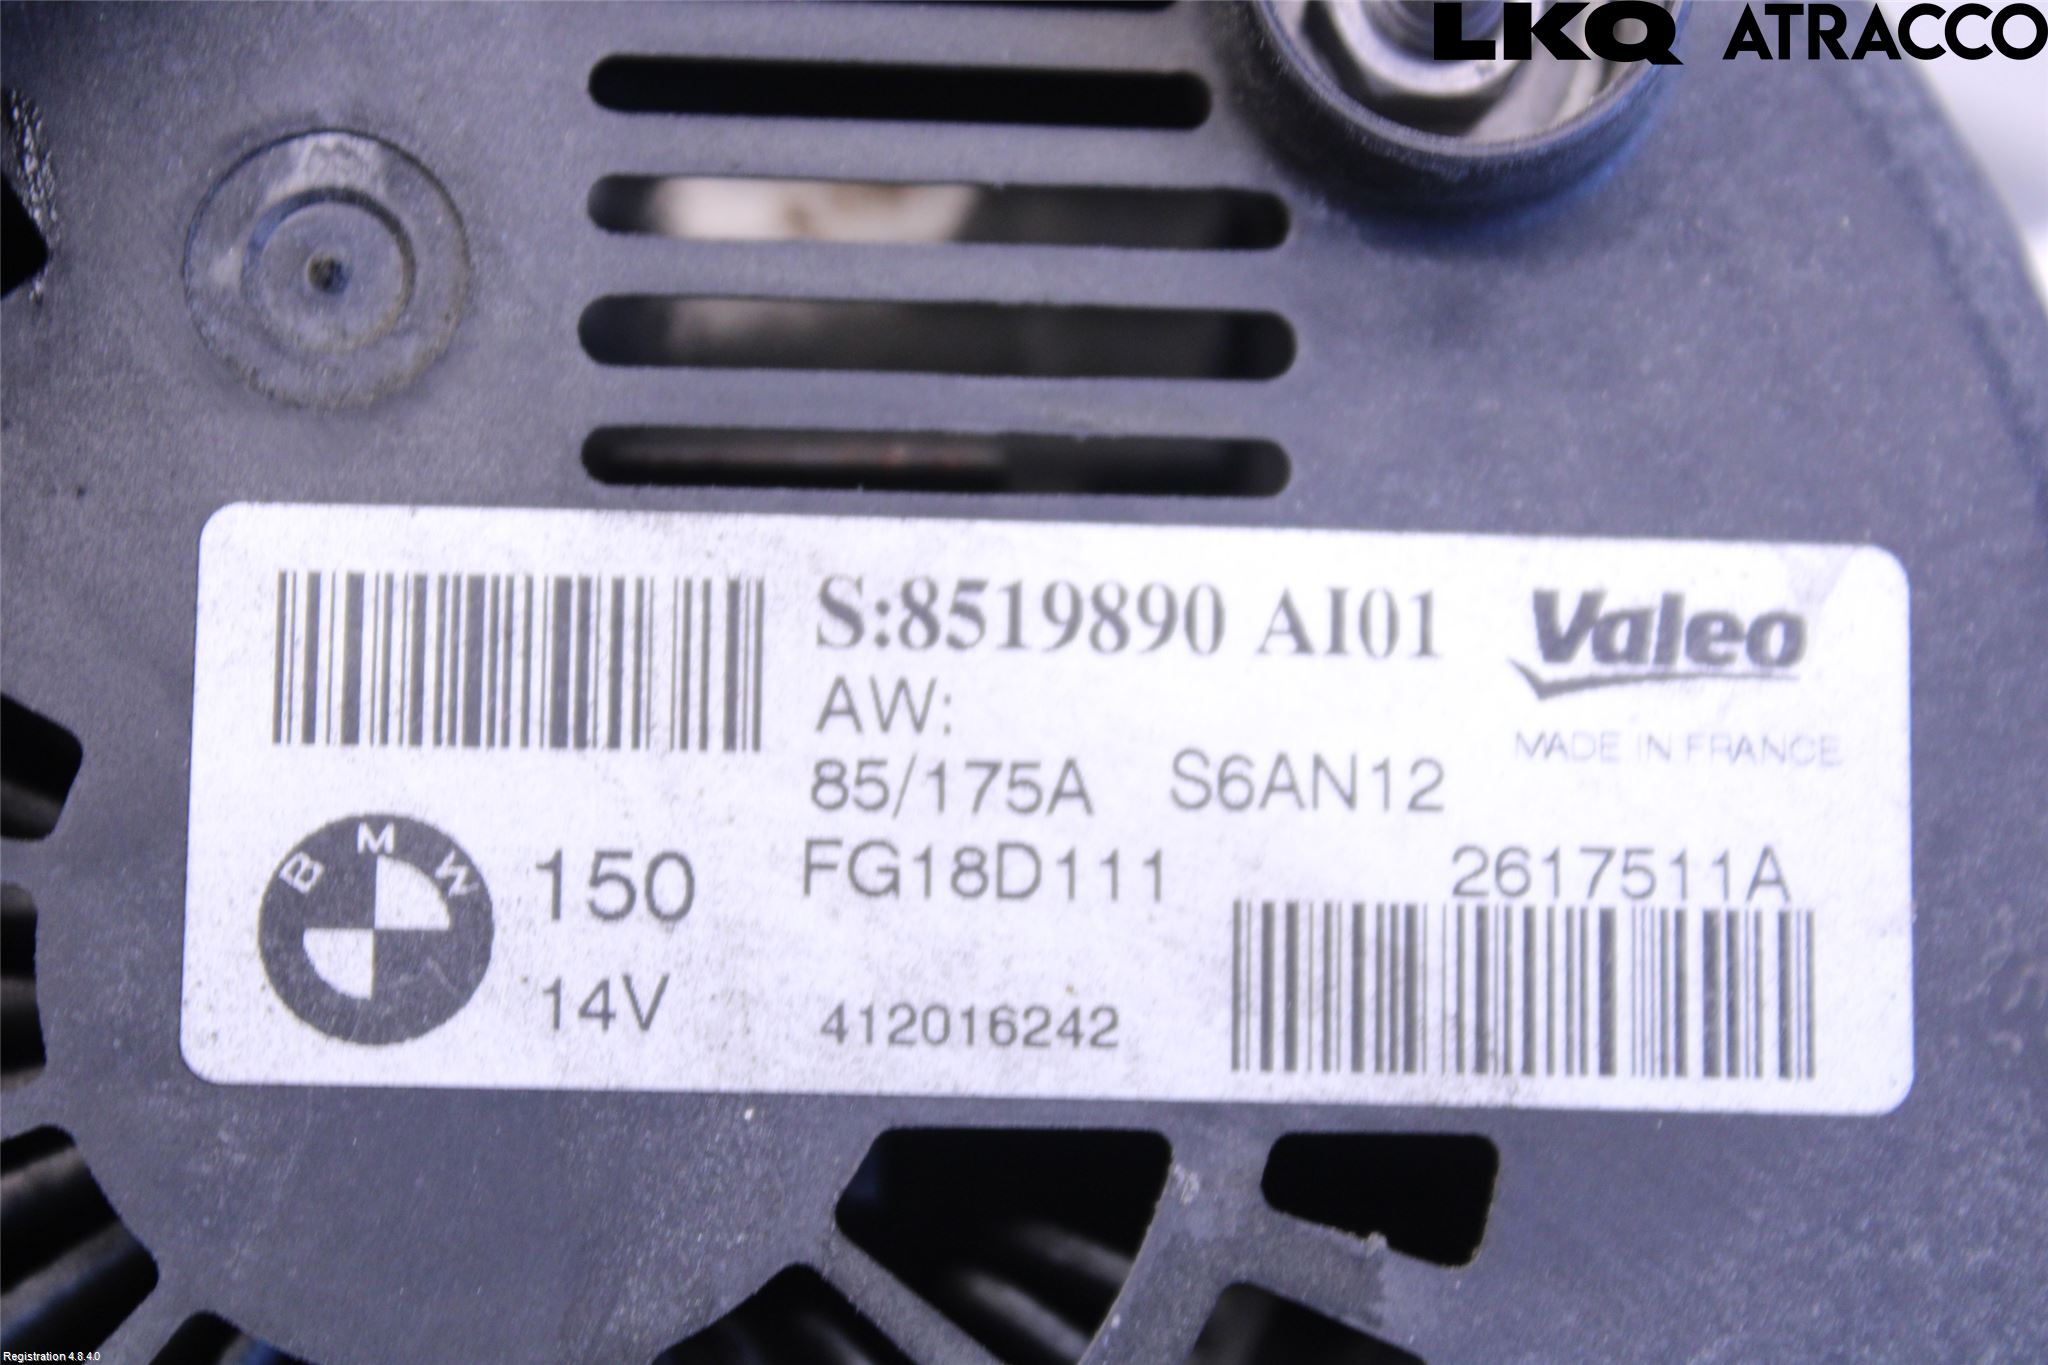 LKQ ATRACCO
S:8519890 AI01
Valeo
AW:
MADE IN FRANCE
85/175A S6AN12
BMW
150
FG18D111
2617511A
14V
412016242
Registration 4.8.4.0